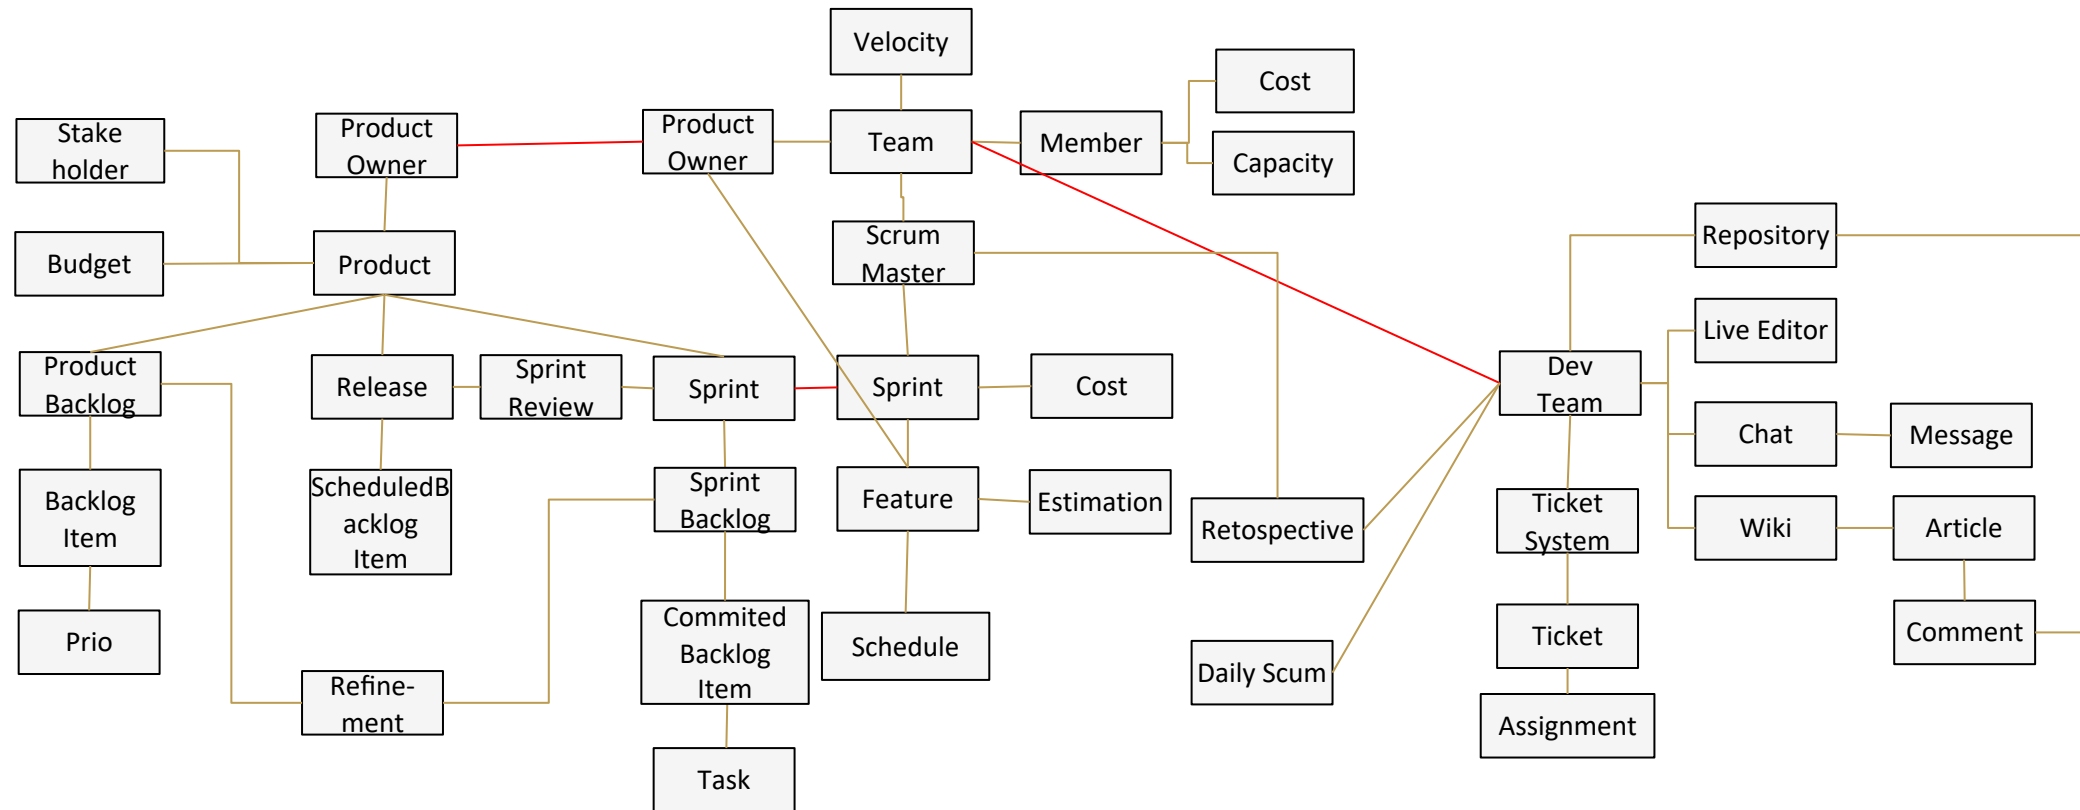 Velocity
Cost
Stake
holder
Product
Owner
Product
Owner
Team
Member
Capacity
Budget
Product
Scrum
Master
Repository
Live Editor
Product
Backlog
Release
Sprint
Review
Sprint
Sprint
Cost
Dev
Team
Chat
Message
Backlog
Item
ScheduledB
acklog
Item
Sprint
Backlog
Feature
Estimation
Retospective
Ticket
System
Wiki
Article
Prio
Refine-
ment
Commited
Backlog
Item
Schedule
Daily Scum
Ticket
Comment
Assignment
Task